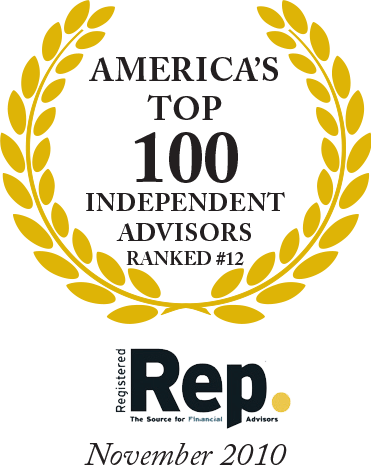 AMERICA'S
TOP
100
INDEPENDENT
ADVISORS
RANKED #12
Registered
Rep.
The Source for Financial Advisors
November 2010